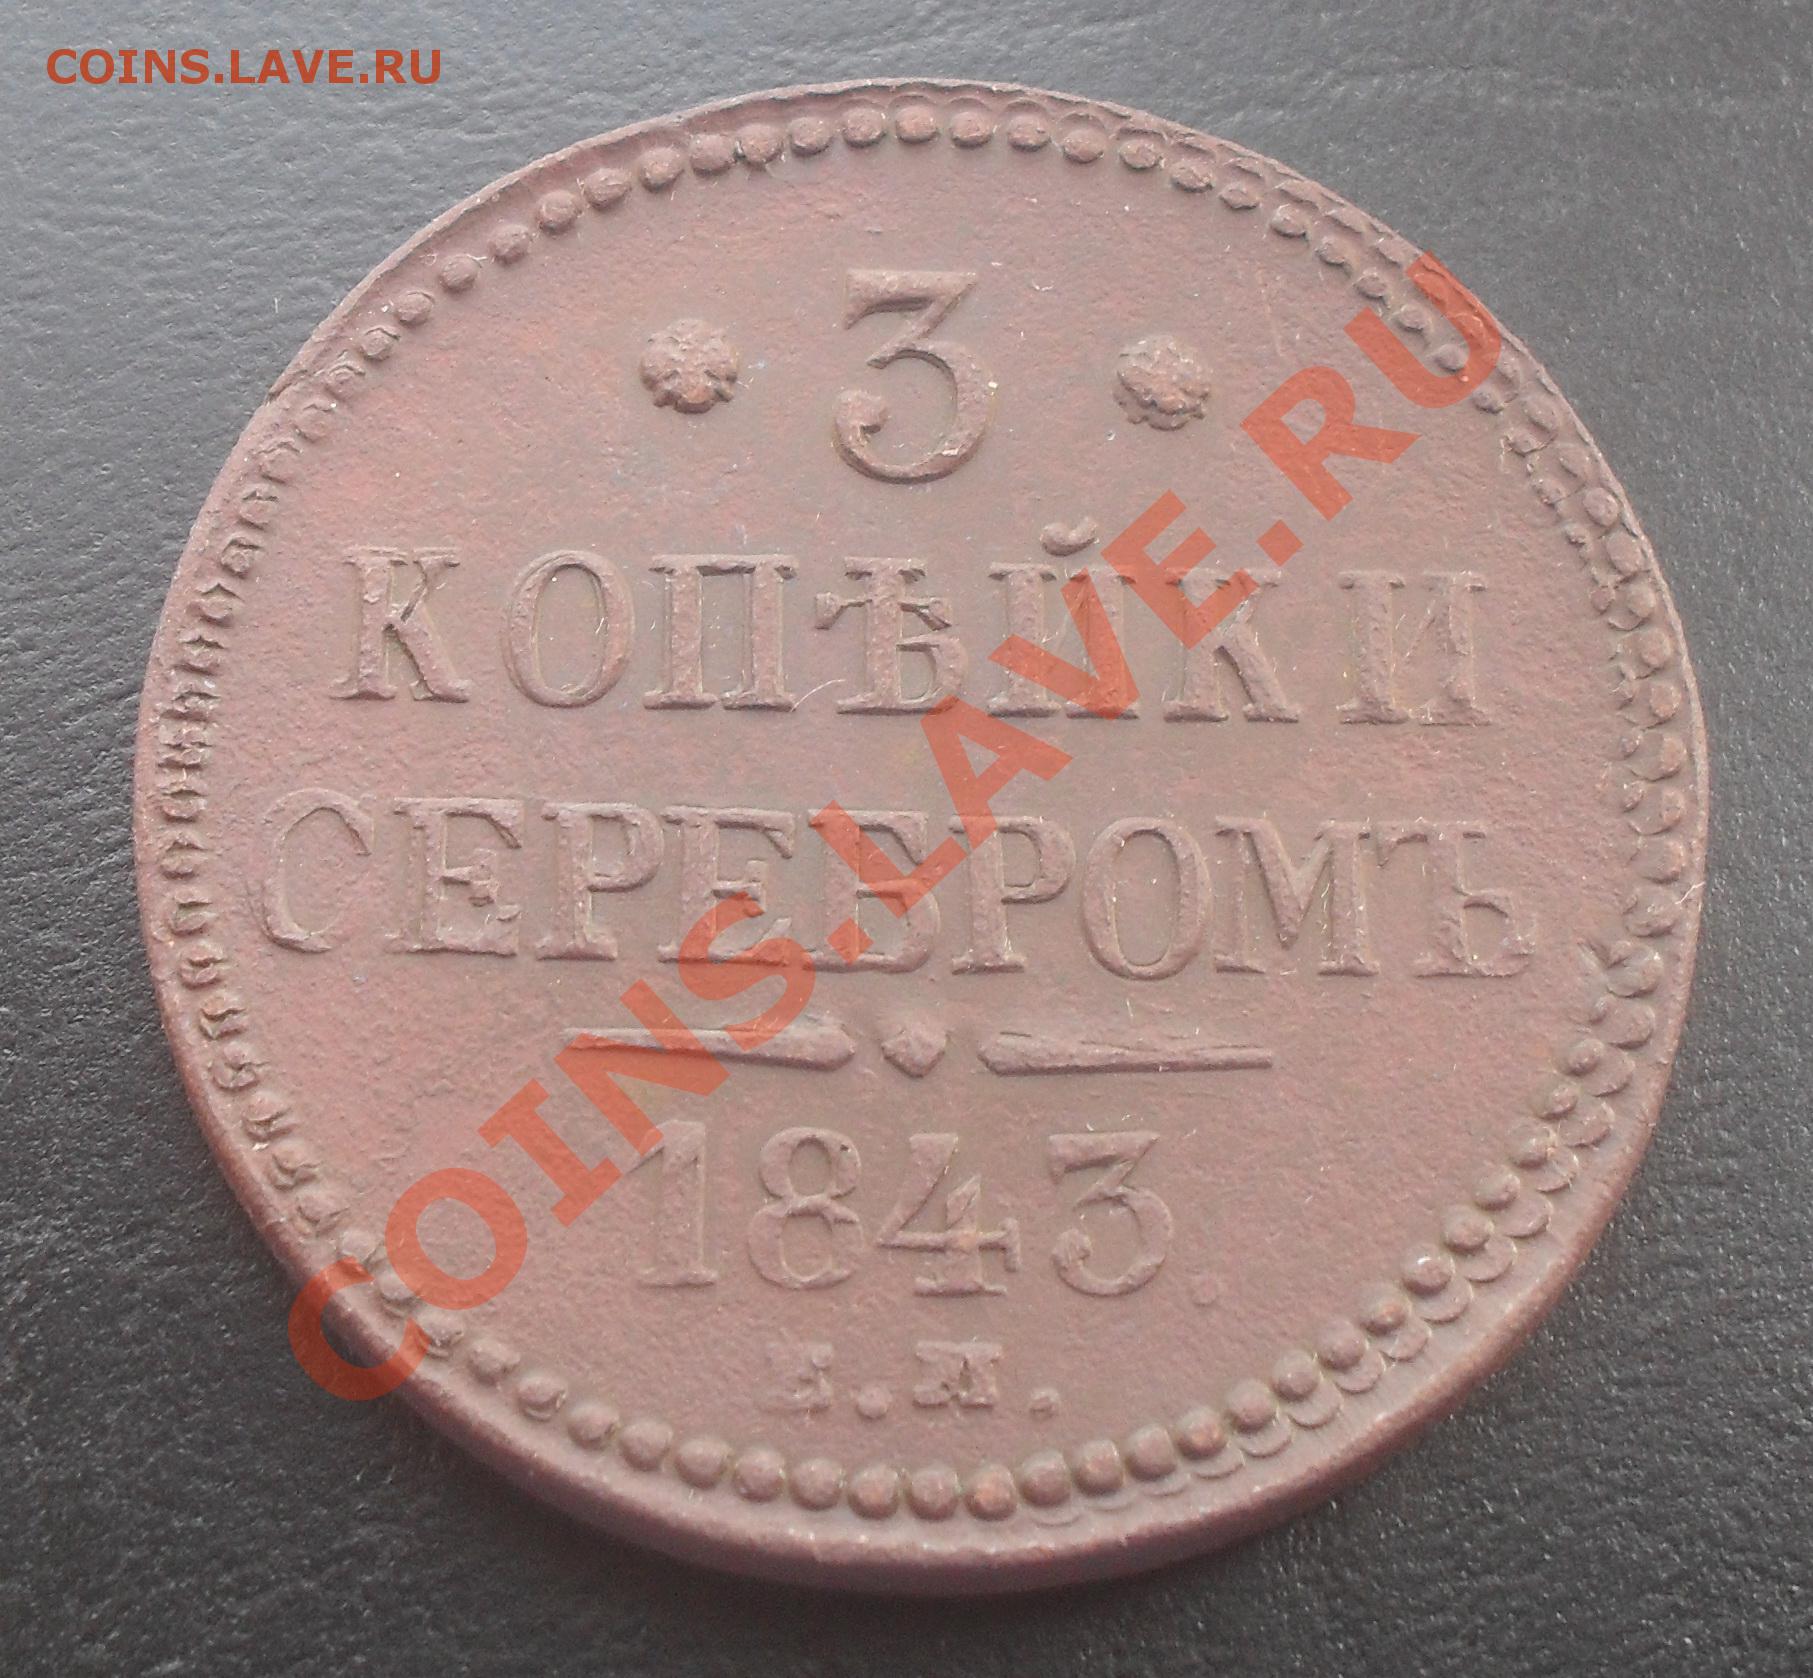 COINS.LAVE.RU
3
КОПѢЙКИ
СЕРЕБРОМЪ
1843.
Е.М.
COINS.LAVE.RU